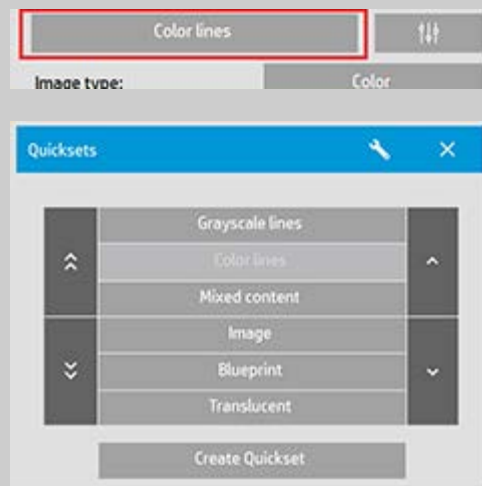 Color lines
Image type:
Color
Quicksets
Grayscale lines
Color lines
Mixed content
Image
Blueprint
Translucent
Create Quickset